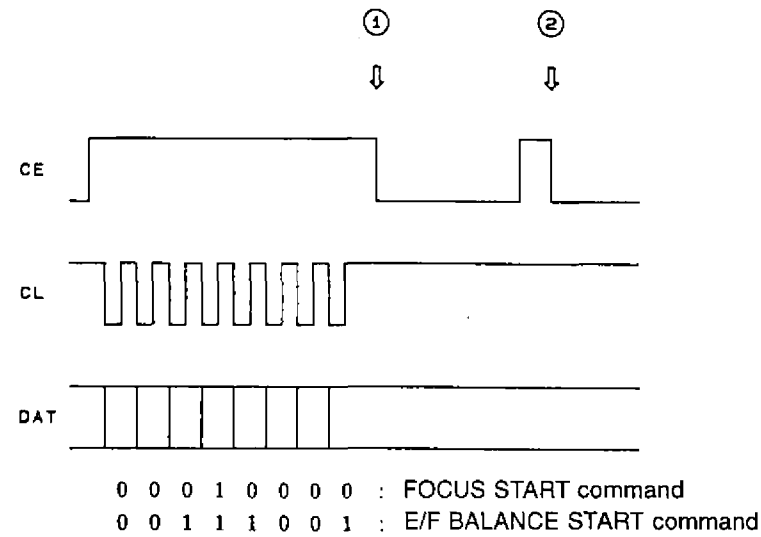 ① ②
CE
CL
DAT
0 0 0 1 0 0 0 0 : FOCUS START command
0 0 1 1 1 0 0 1 : E/F BALANCE START command